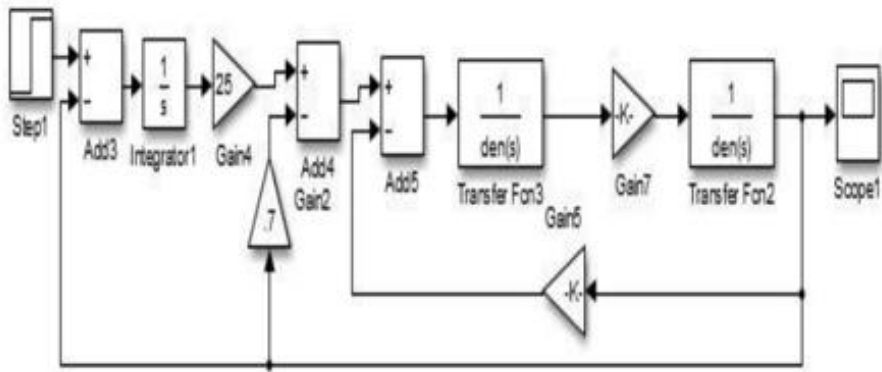 +
−
Step1
Add3
1
s
Integrator1
25
Gain4
+
−
Add4
Gain2
.7
+
−
Add5
1
den(s)
Transfer Fcn3
-K-
Gain7
1
den(s)
Transfer Fcn2
Scope1
Gain6
-K-